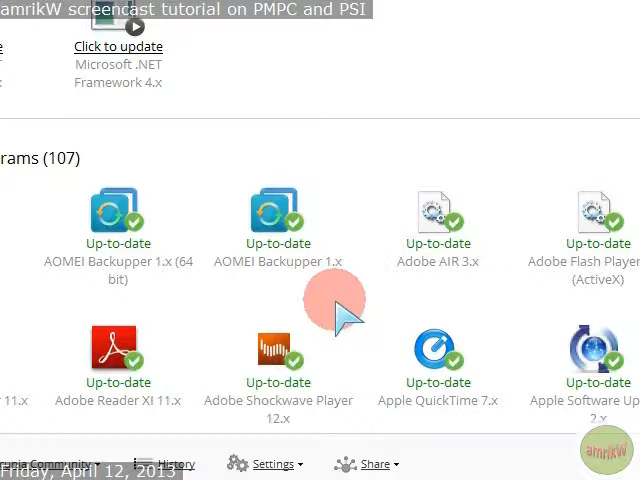 amrikW screencast tutorial on PMPC and PSI
Click to update
Microsoft .NET
Framework 4.x
rams (107)
Up-to-date
AOMEI Backupper 1.x (64
bit)
Up-to-date
AOMEI Backupper 1.x
Up-to-date
Adobe AIR 3.x
Up-to-date
Adobe Flash Player
(ActiveX)
11.x
Up-to-date
Adobe Reader XI 11.x
Up-to-date
Adobe Shockwave Player
12.x
Up-to-date
Apple QuickTime 7.x
Up-to-date
Apple Software Up
2.x
cunia Community
History
Settings
Share
Friday, April 12, 2013
amrikW